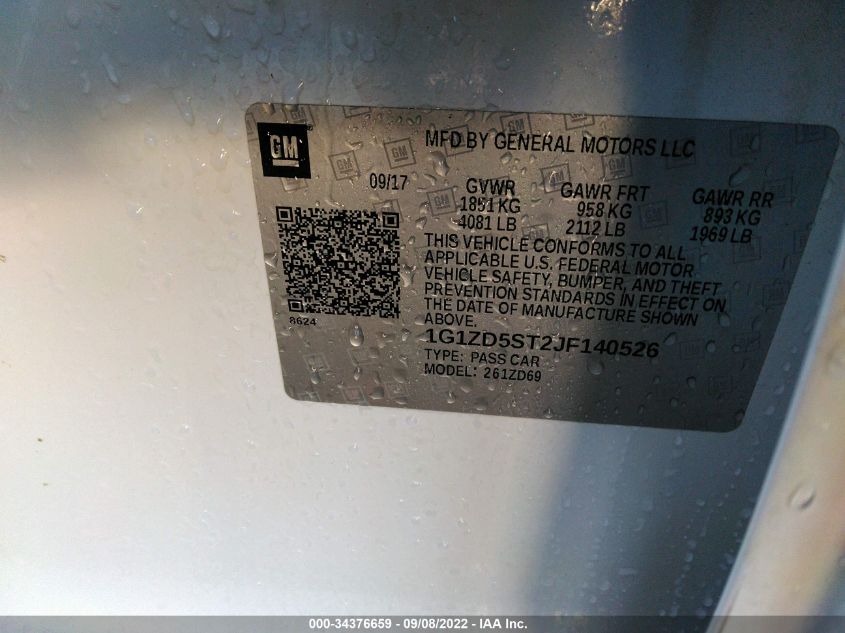 GM
MFD BY GENERAL MOTORS LLC
09/17
GVWR
1851 KG
4081 LB
GAWR FRT
958 KG
2112 LB
GAWR RR
893 KG
1969 LB
THIS VEHICLE CONFORMS TO ALL
APPLICABLE U.S. FEDERAL MOTOR
VEHICLE SAFETY, BUMPER, AND THEFT
PREVENTION STANDARDS IN EFFECT ON
THE DATE OF MANUFACTURE SHOWN
ABOVE.
8624
1G1ZD5ST2JF140526
TYPE: PASS CAR
MODEL: 261ZD69
000-34376659 - 09/08/2022 - IAA Inc.